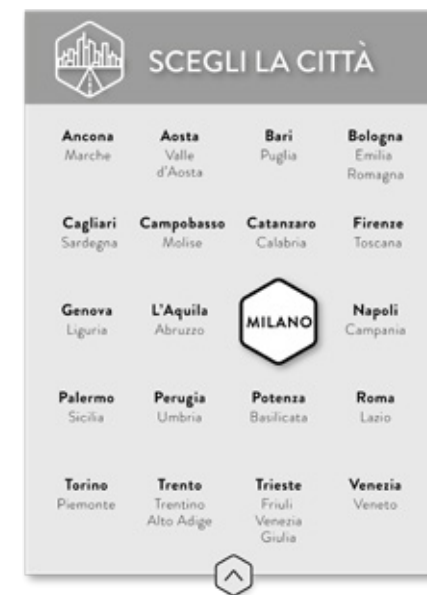 SCEGLI LA CITTÀ
Ancona
Marche
Aosta
Valle
d'Aosta
Bari
Puglia
Bologna
Emilia
Romagna
Cagliari
Sardegna
Campobasso
Molise
Catanzaro
Calabria
Firenze
Toscana
Genova
Liguria
L'Aquila
Abruzzo
MILANO
Napoli
Campania
Palermo
Sicilia
Perugia
Umbria
Potenza
Basilicata
Roma
Lazio
Torino
Piemonte
Trento
Trentino
Alto Adige
Trieste
Friuli
Venezia
Giulia
Venezia
Veneto